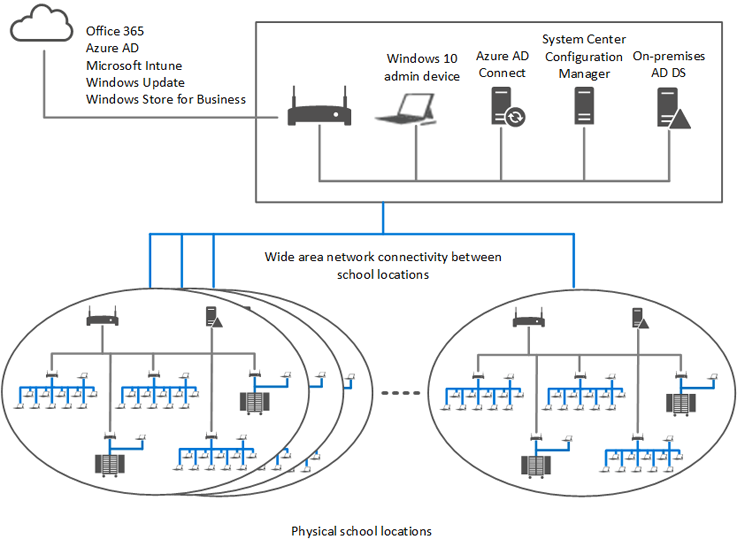 Office 365
Azure AD
Microsoft Intune
Windows Update
Windows Store for Business
Windows 10
admin device
Azure AD
Connect
System Center
Configuration
Manager
On-premises
AD DS
Wide area network connectivity between
school locations
Physical school locations